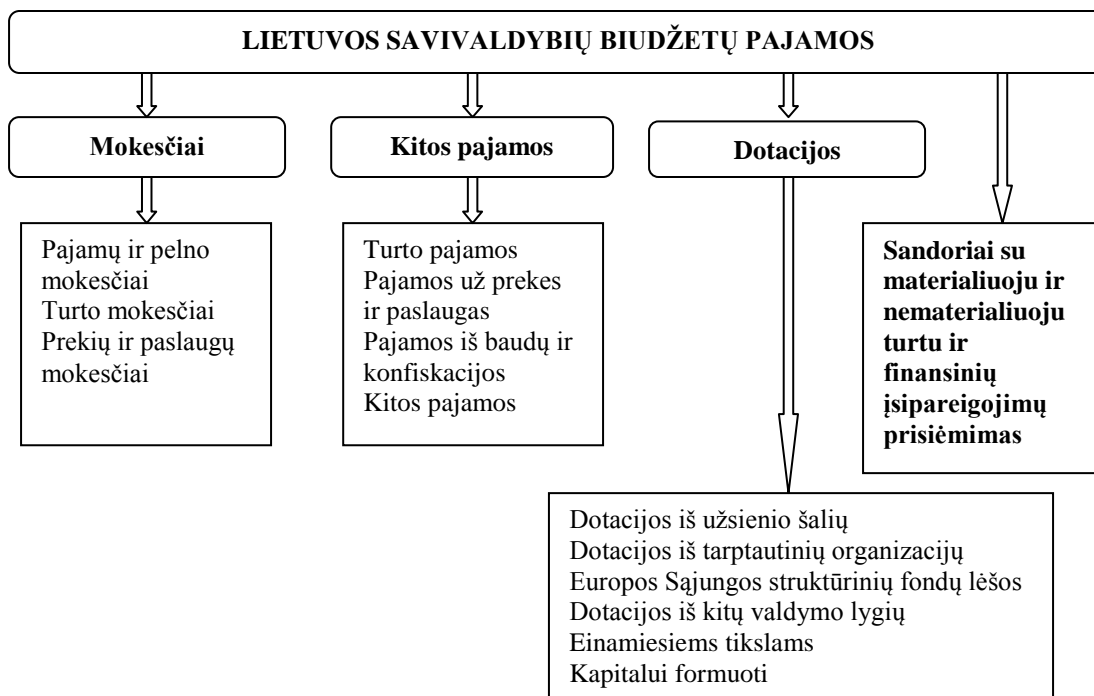 LIETUVOS SAVIVALDYBIŲ BIUDŽETŲ PAJAMOS
Mokesčiai
Kitos pajamos
Dotacijos
Pajamų ir pelno
mokesčiai
Turto mokesčiai
Prekių ir paslaugų
mokesčiai
Turto pajamos
Pajamos už prekes
ir paslaugas
Pajamos iš baudų ir
konfiskacijos
Kitos pajamos
Sandoriai su
materialiuoju ir
nematerialiuoju
turtu ir
finansinių
įsipareigojimų
prisiėmimas
Dotacijos iš užsienio šalių
Dotacijos iš tarptautinių organizacijų
Europos Sąjungos struktūrinių fondų lėšos
Dotacijos iš kitų valdymo lygių
Einamiesiems tikslams
Kapitalui formuoti